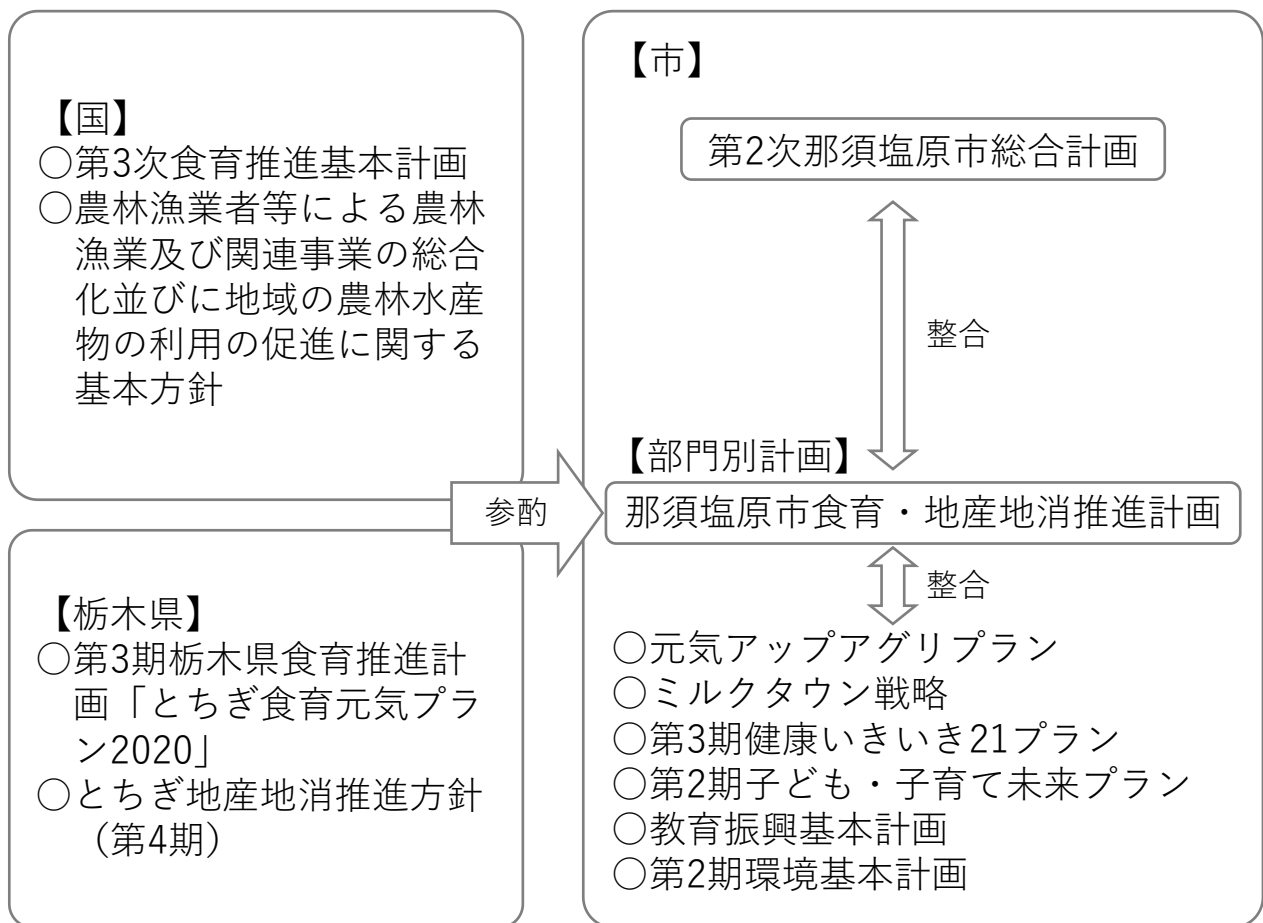 【国】
○第3次食育推進基本計画
○農林漁業者等による農林
漁業及び関連事業の総合
化並びに地域の農林水産
物の利用の促進に関する
基本方針
【栃木県】
○第3期栃木県食育推進計
画「とちぎ食育元気プラ
ン2020」
○とちぎ地産地消推進方針
（第4期）
参酌
【市】
第2次那須塩原市総合計画
整合
【部門別計画】
那須塩原市食育・地産地消推進計画
整合
○元気アップアグリプラン
○ミルクタウン戦略
○第3期健康いきいき21プラン
○第2期子ども・子育て未来プラン
○教育振興基本計画
○第2期環境基本計画